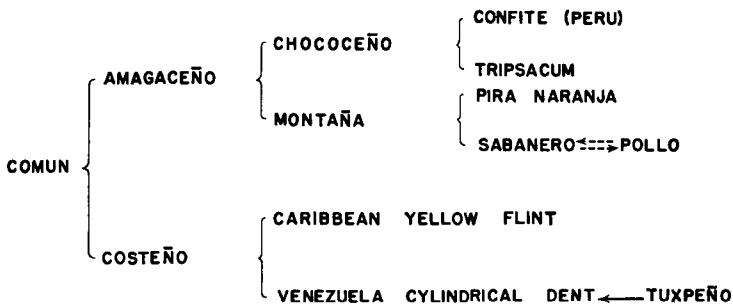 CONFITE (PERU)
CHOCOCEÑO
TRIPSACUM
AMAGACEÑO
PIRA NARANJA
MONTAÑA
SABANERO POLLO
COMUN
CARIBBEAN YELLOW FLINT
COSTEÑO
VENEZUELA CYLINDRICAL DENT TUXPEÑO